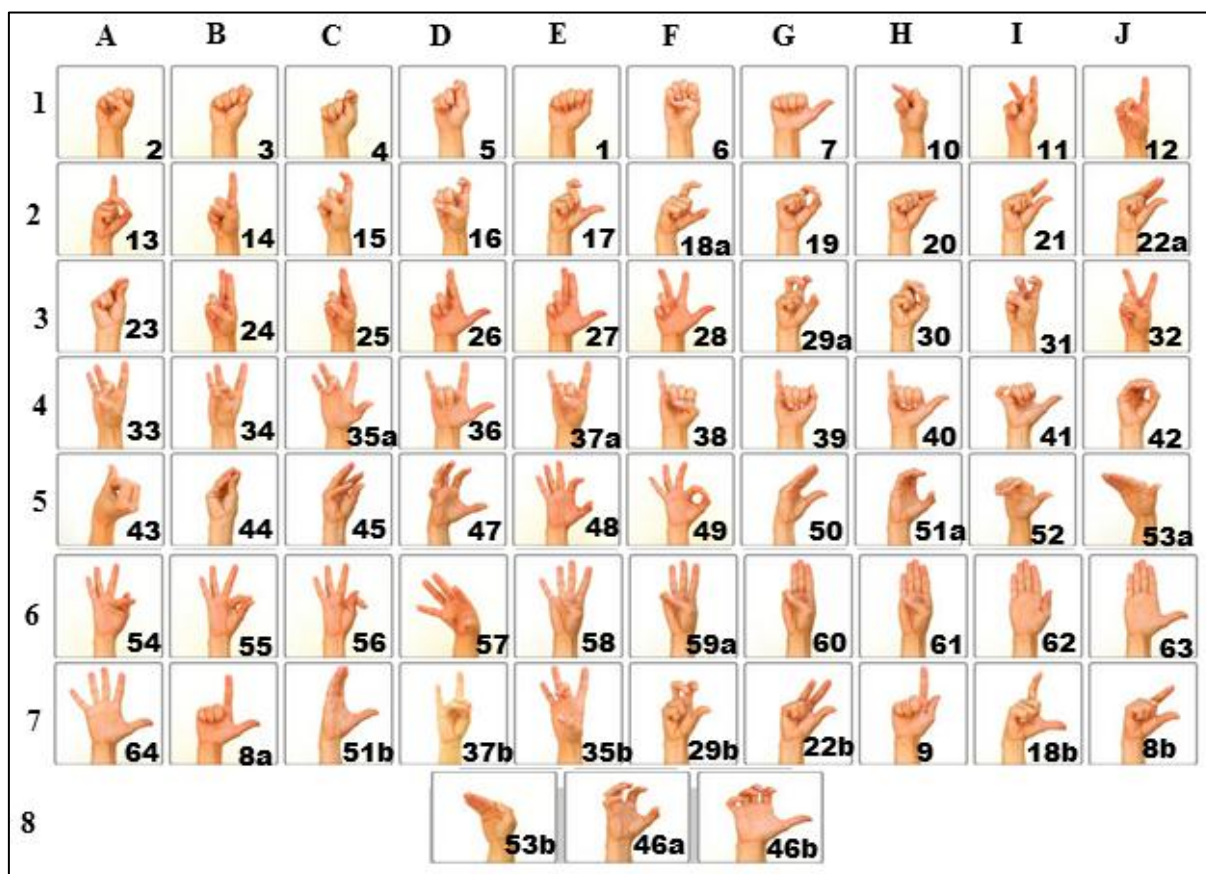 A B C D E F G H I J
1 2 3 4 5 1 6 7 10 11 12
2 13 14 15 16 17 18a 19 20 21 22a
3 23 24 25 26 27 28 29a 30 31 32
4 33 34 35a 36 37a 38 39 40 41 42
5 43 44 45 47 48 49 50 51a 52 53a
6 54 55 56 57 58 59a 60 61 62 63
7 64 8a 51b 37b 35b 29b 22b 9 18b 8b
8 53b 46a 46b